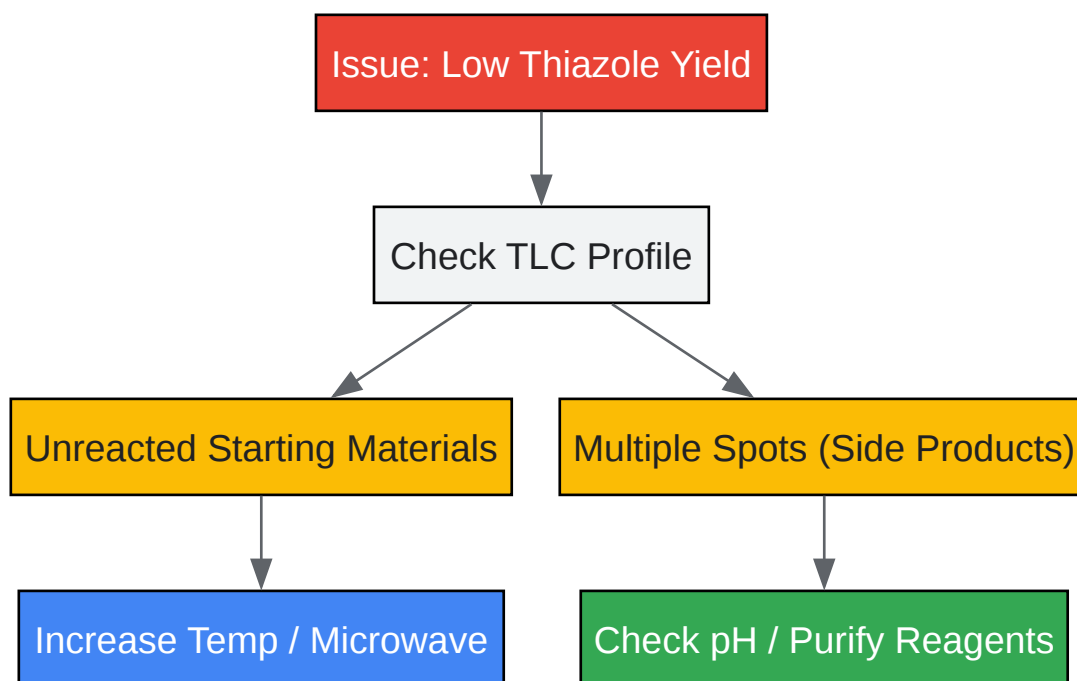 Issue: Low Thiazole Yield
Check TLC Profile
Unreacted Starting Materials
Multiple Spots (Side Products)
Increase Temp / Microwave
Check pH / Purify Reagents